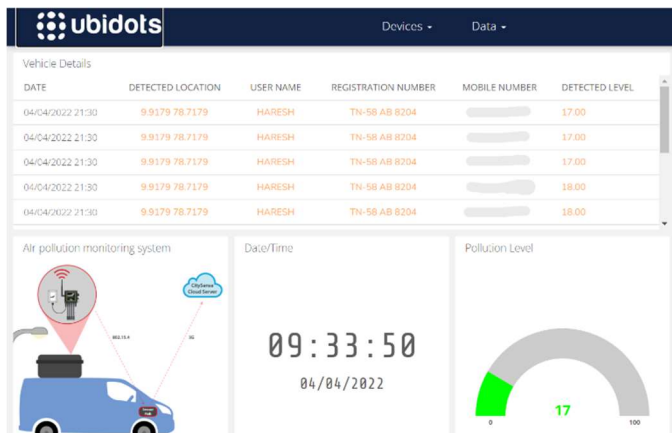 ubidots
Devices Data
Vehicle Details
DATE DETECTED LOCATION USER NAME REGISTRATION NUMBER MOBILE NUMBER DETECTED LEVEL
04/04/2022 21:30 9.9179 78.7179 HARESH TN-58 AB 8204 17.00
04/04/2022 21:30 9.9179 78.7179 HARESH TN-58 AB 8204 17.00
04/04/2022 21:30 9.9179 78.7179 HARESH TN-58 AB 8204 17.00
04/04/2022 21:30 9.9179 78.7179 HARESH TN-58 AB 8204 18.00
04/04/2022 21:30 9.9179 78.7179 HARESH TN-58 AB 8204 18.00
Air pollution monitoring system
CitySense
Cloud Server
802.15.4
Date/Time
09:33:50
04/04/2022
Pollution Level
17
0 100